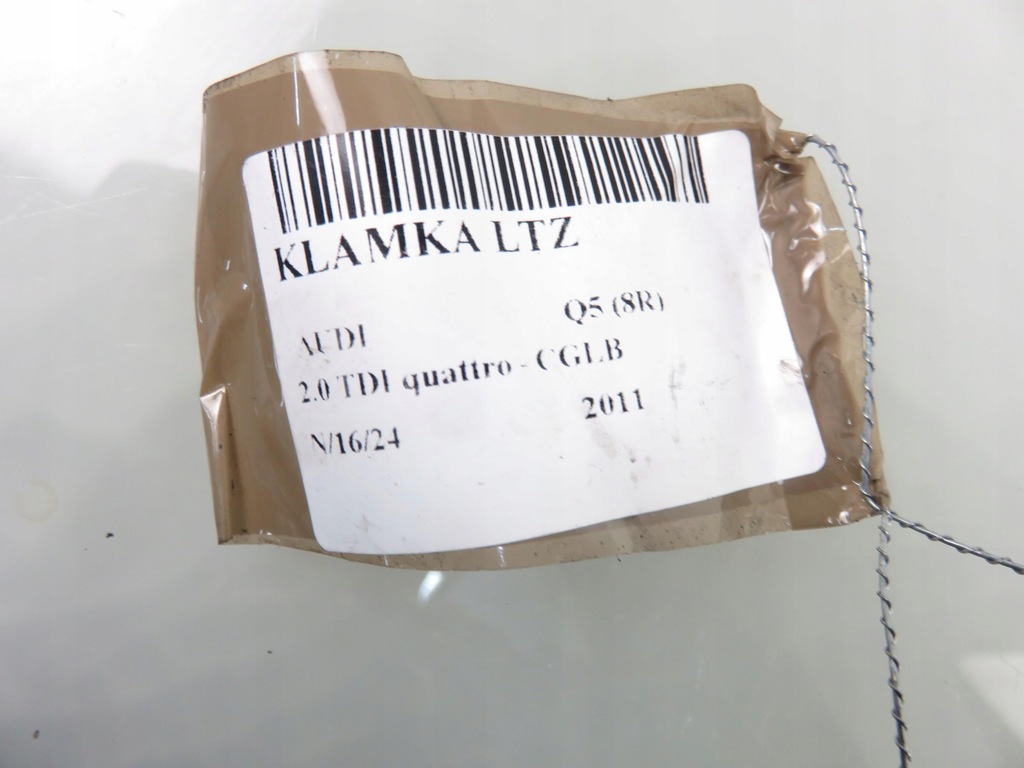 KLAMKA LTZ
AUDI Q5 (8R)
2.0 TDI quattro - CGLB
N/16/24 2011